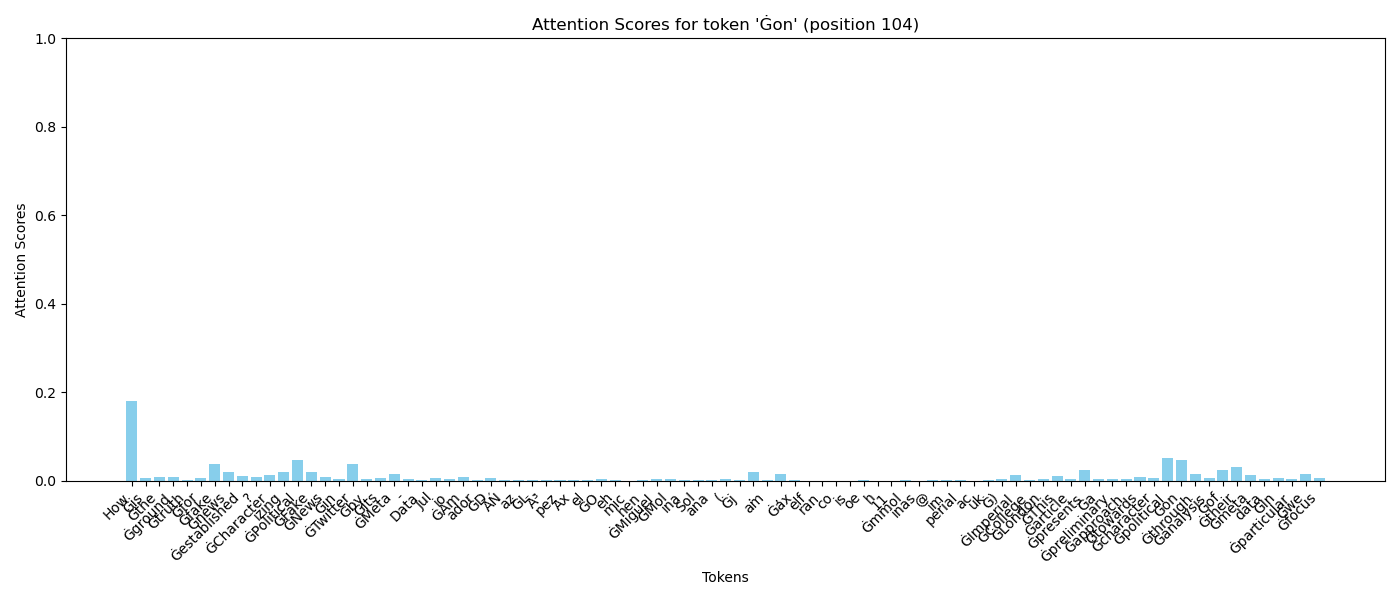 Attention Scores for token 'Ġon' (position 104)
Attention Scores
1.0
0.8
0.6
0.4
0.2
0.0
How
Ġis
Ġthe
Ġground
Ġtruth
Ġfor
Ġfake
Ġnews
Ġestablished
?
ĠCharacter
izing
ĠPolitical
ĠFake
ĠNews
Ġin
ĠTwitter
Ġby
Ġits
ĠMeta
-
Data
Jul
io
ĠAm
ador
ĠD
az
ĠL
pez
Ax
el
ĠO
eh
mic
hen
ĠMiguel
ĠMol
ina
Sol
ana
(
Ġj
am
Ġáx
elf
ran
co
is
oe
h
11
Ġmmol
inas
@
im
perial
ac
uk
Ġ)
ĠImperial
ĠCollege
ĠLondon
ĠThis
Ġarticle
Ġpresents
Ġa
Ġpreliminary
Ġapproach
Ġtowards
Ġcharacter
Ġpolitical
Ġon
Ġthrough
Ġanalysis
Ġof
Ġtheir
Ġmeta
data
ĠIn
Ġparticular
Ġwe
Ġfocus
Tokens